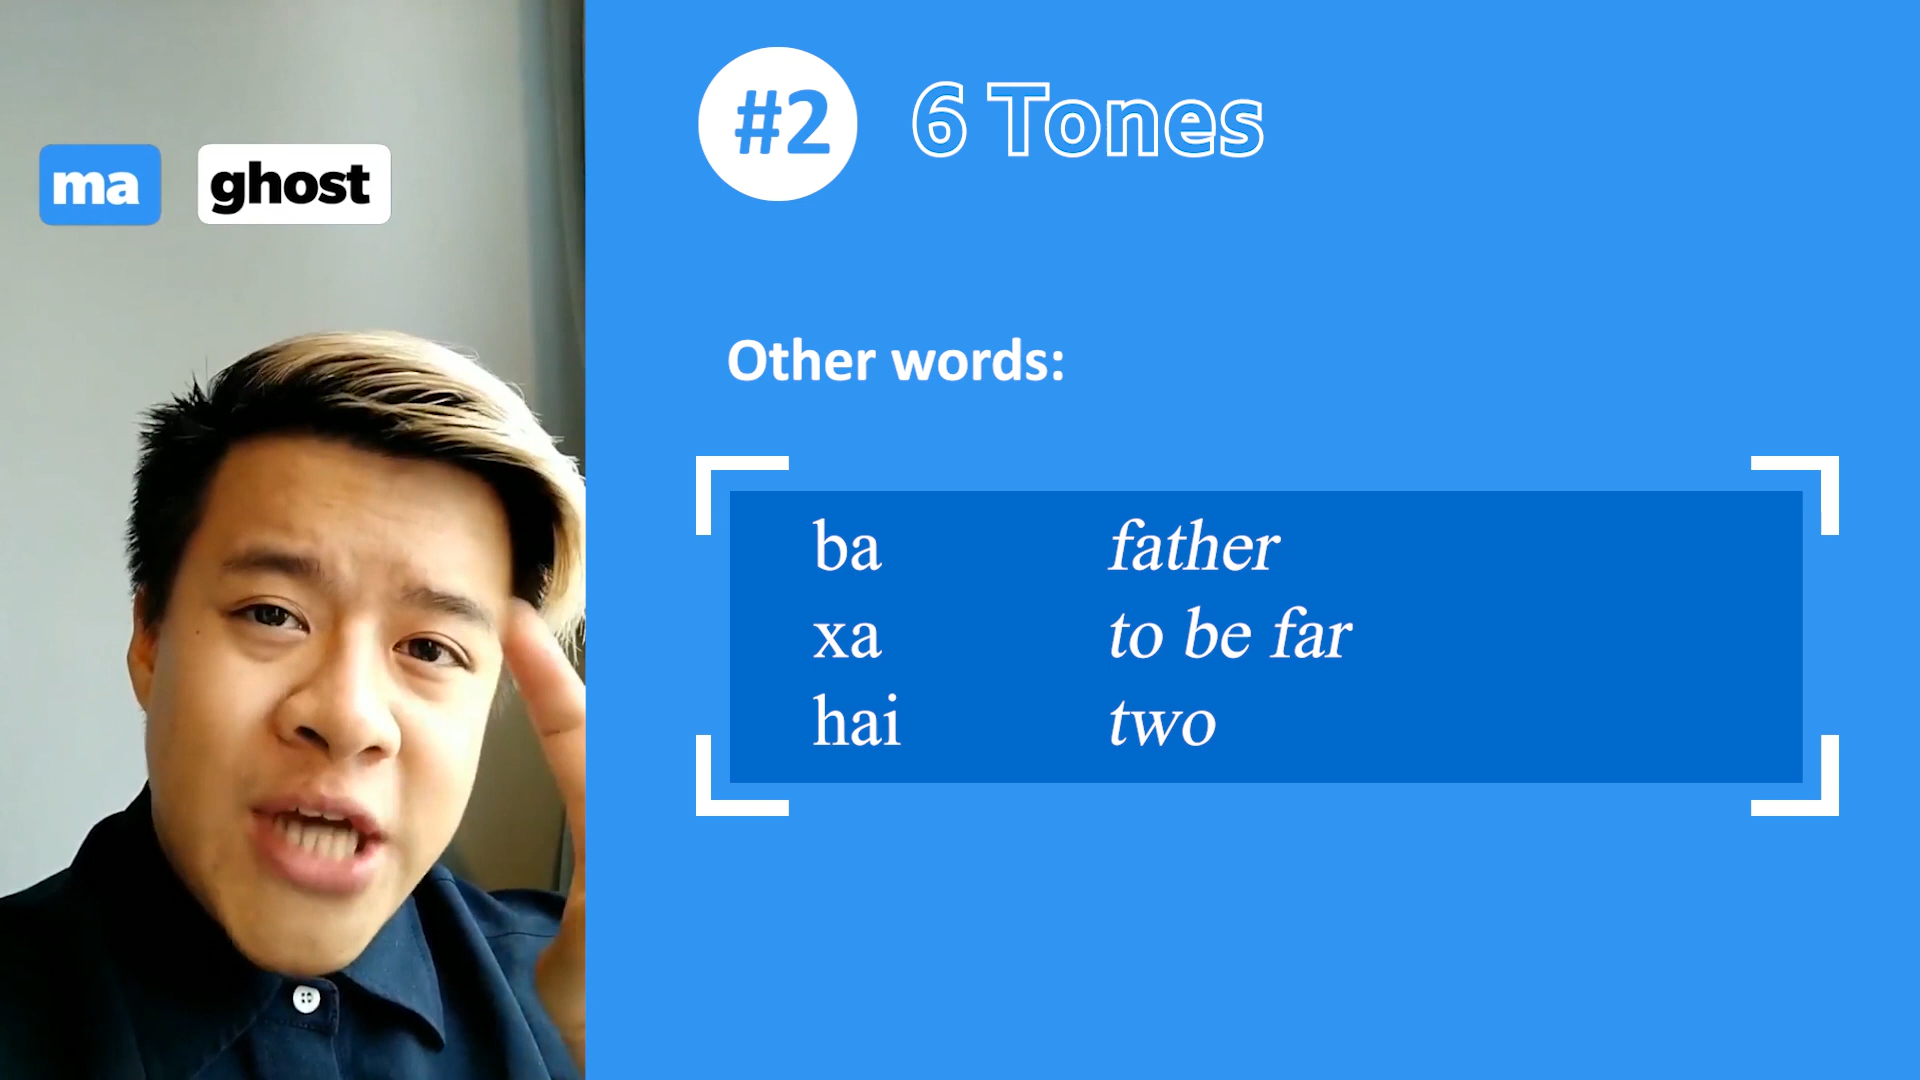 ma ghost
#2 6 Tones
Other words:
ba father
xa to be far
hai two